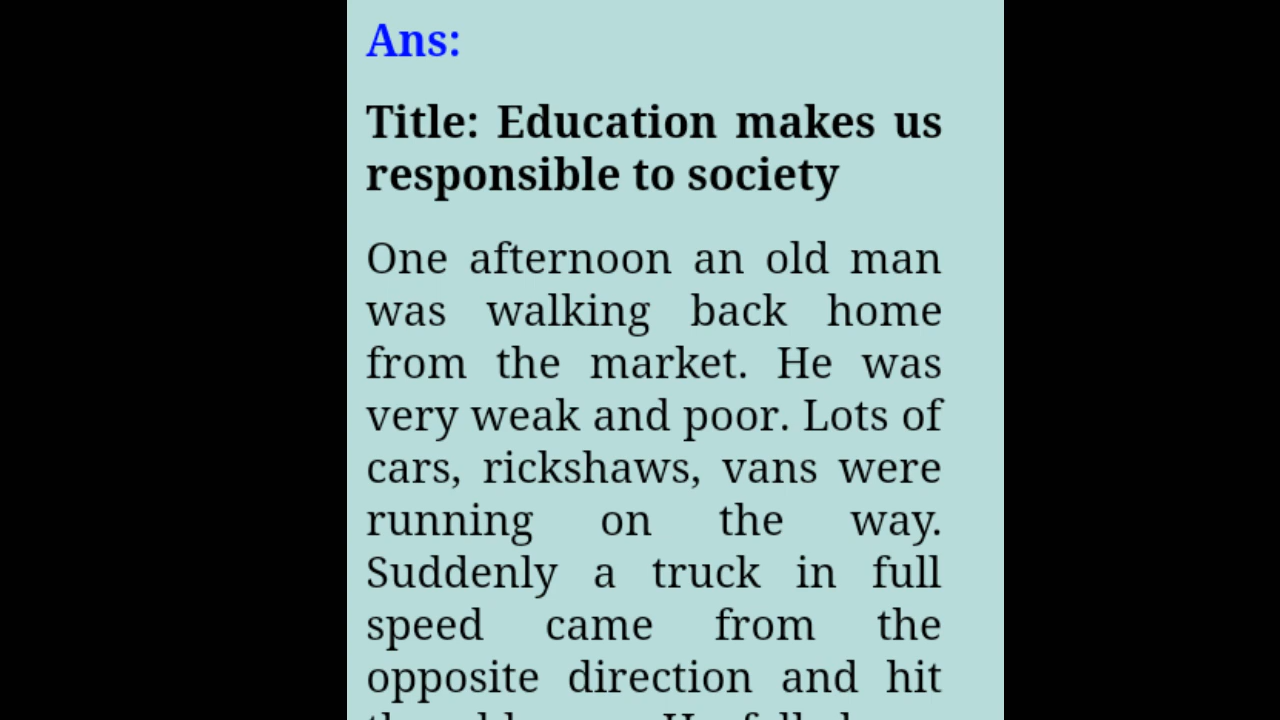 Ans:
Title: Education makes us
responsible to society
One afternoon an old man
was walking back home
from the market. He was
very weak and poor. Lots of
cars, rickshaws, vans were
running on the way.
Suddenly a truck in full
speed came from the
opposite direction and hit